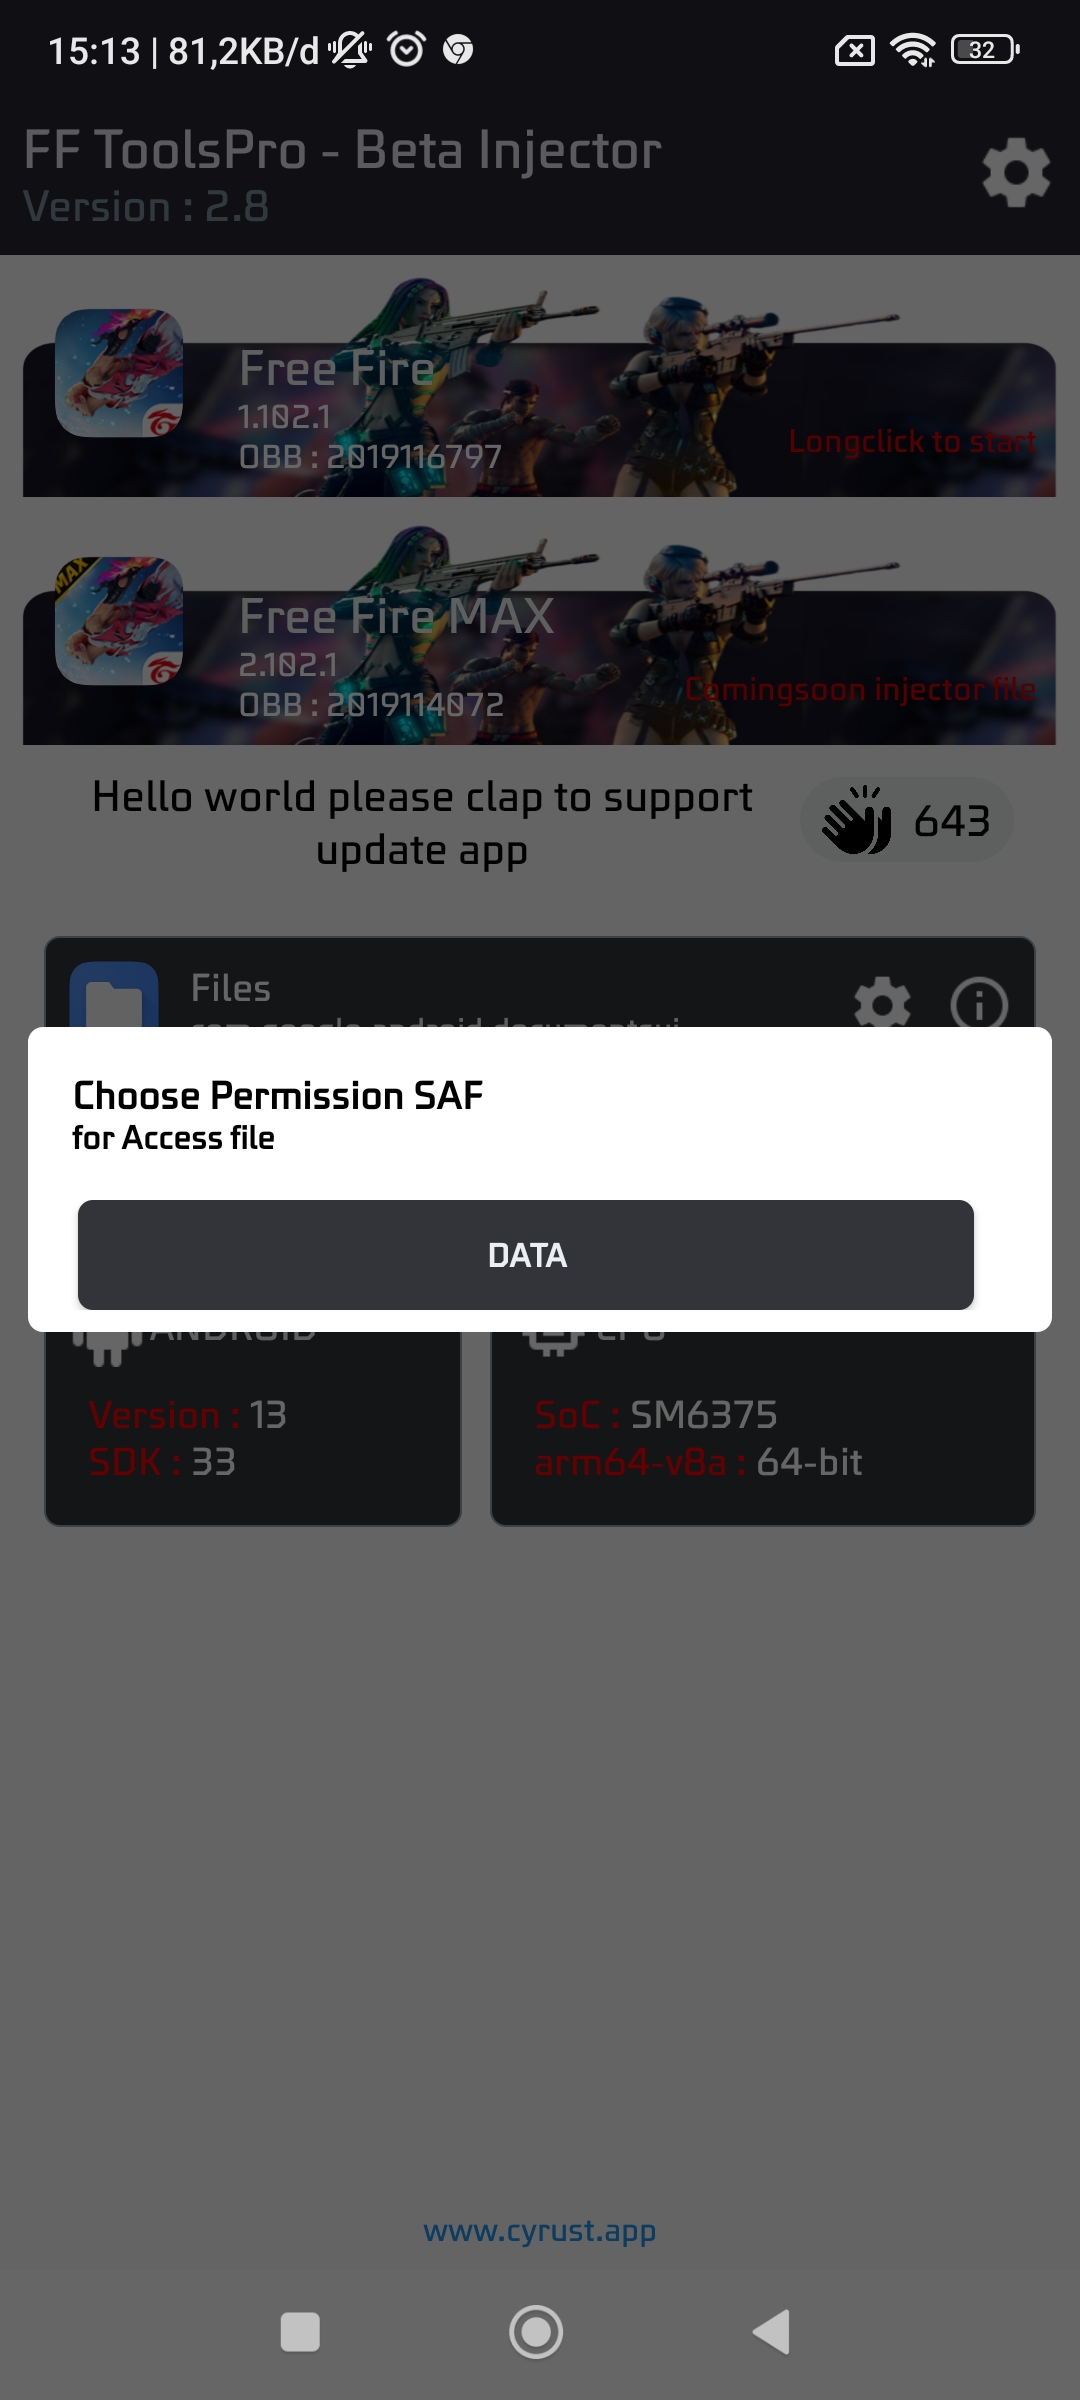 15:13 | 81,2KB/d
32
FF ToolsPro - Beta Injector
Version : 2.8
Free Fire
1.102.1
OBB : 2019116797
Longclick to start
MAX
Free Fire MAX
2.102.1
OBB : 2019114072
Comingsoon injector file
Hello world please clap to support
update app
643
Files
com.google.android.documentsui
Choose Permission SAF
for Access file
DATA
ANDROID
CPU
Version : 13
SDK : 33
SoC : SM6375
arm64-v8a : 64-bit
www.cyrust.app